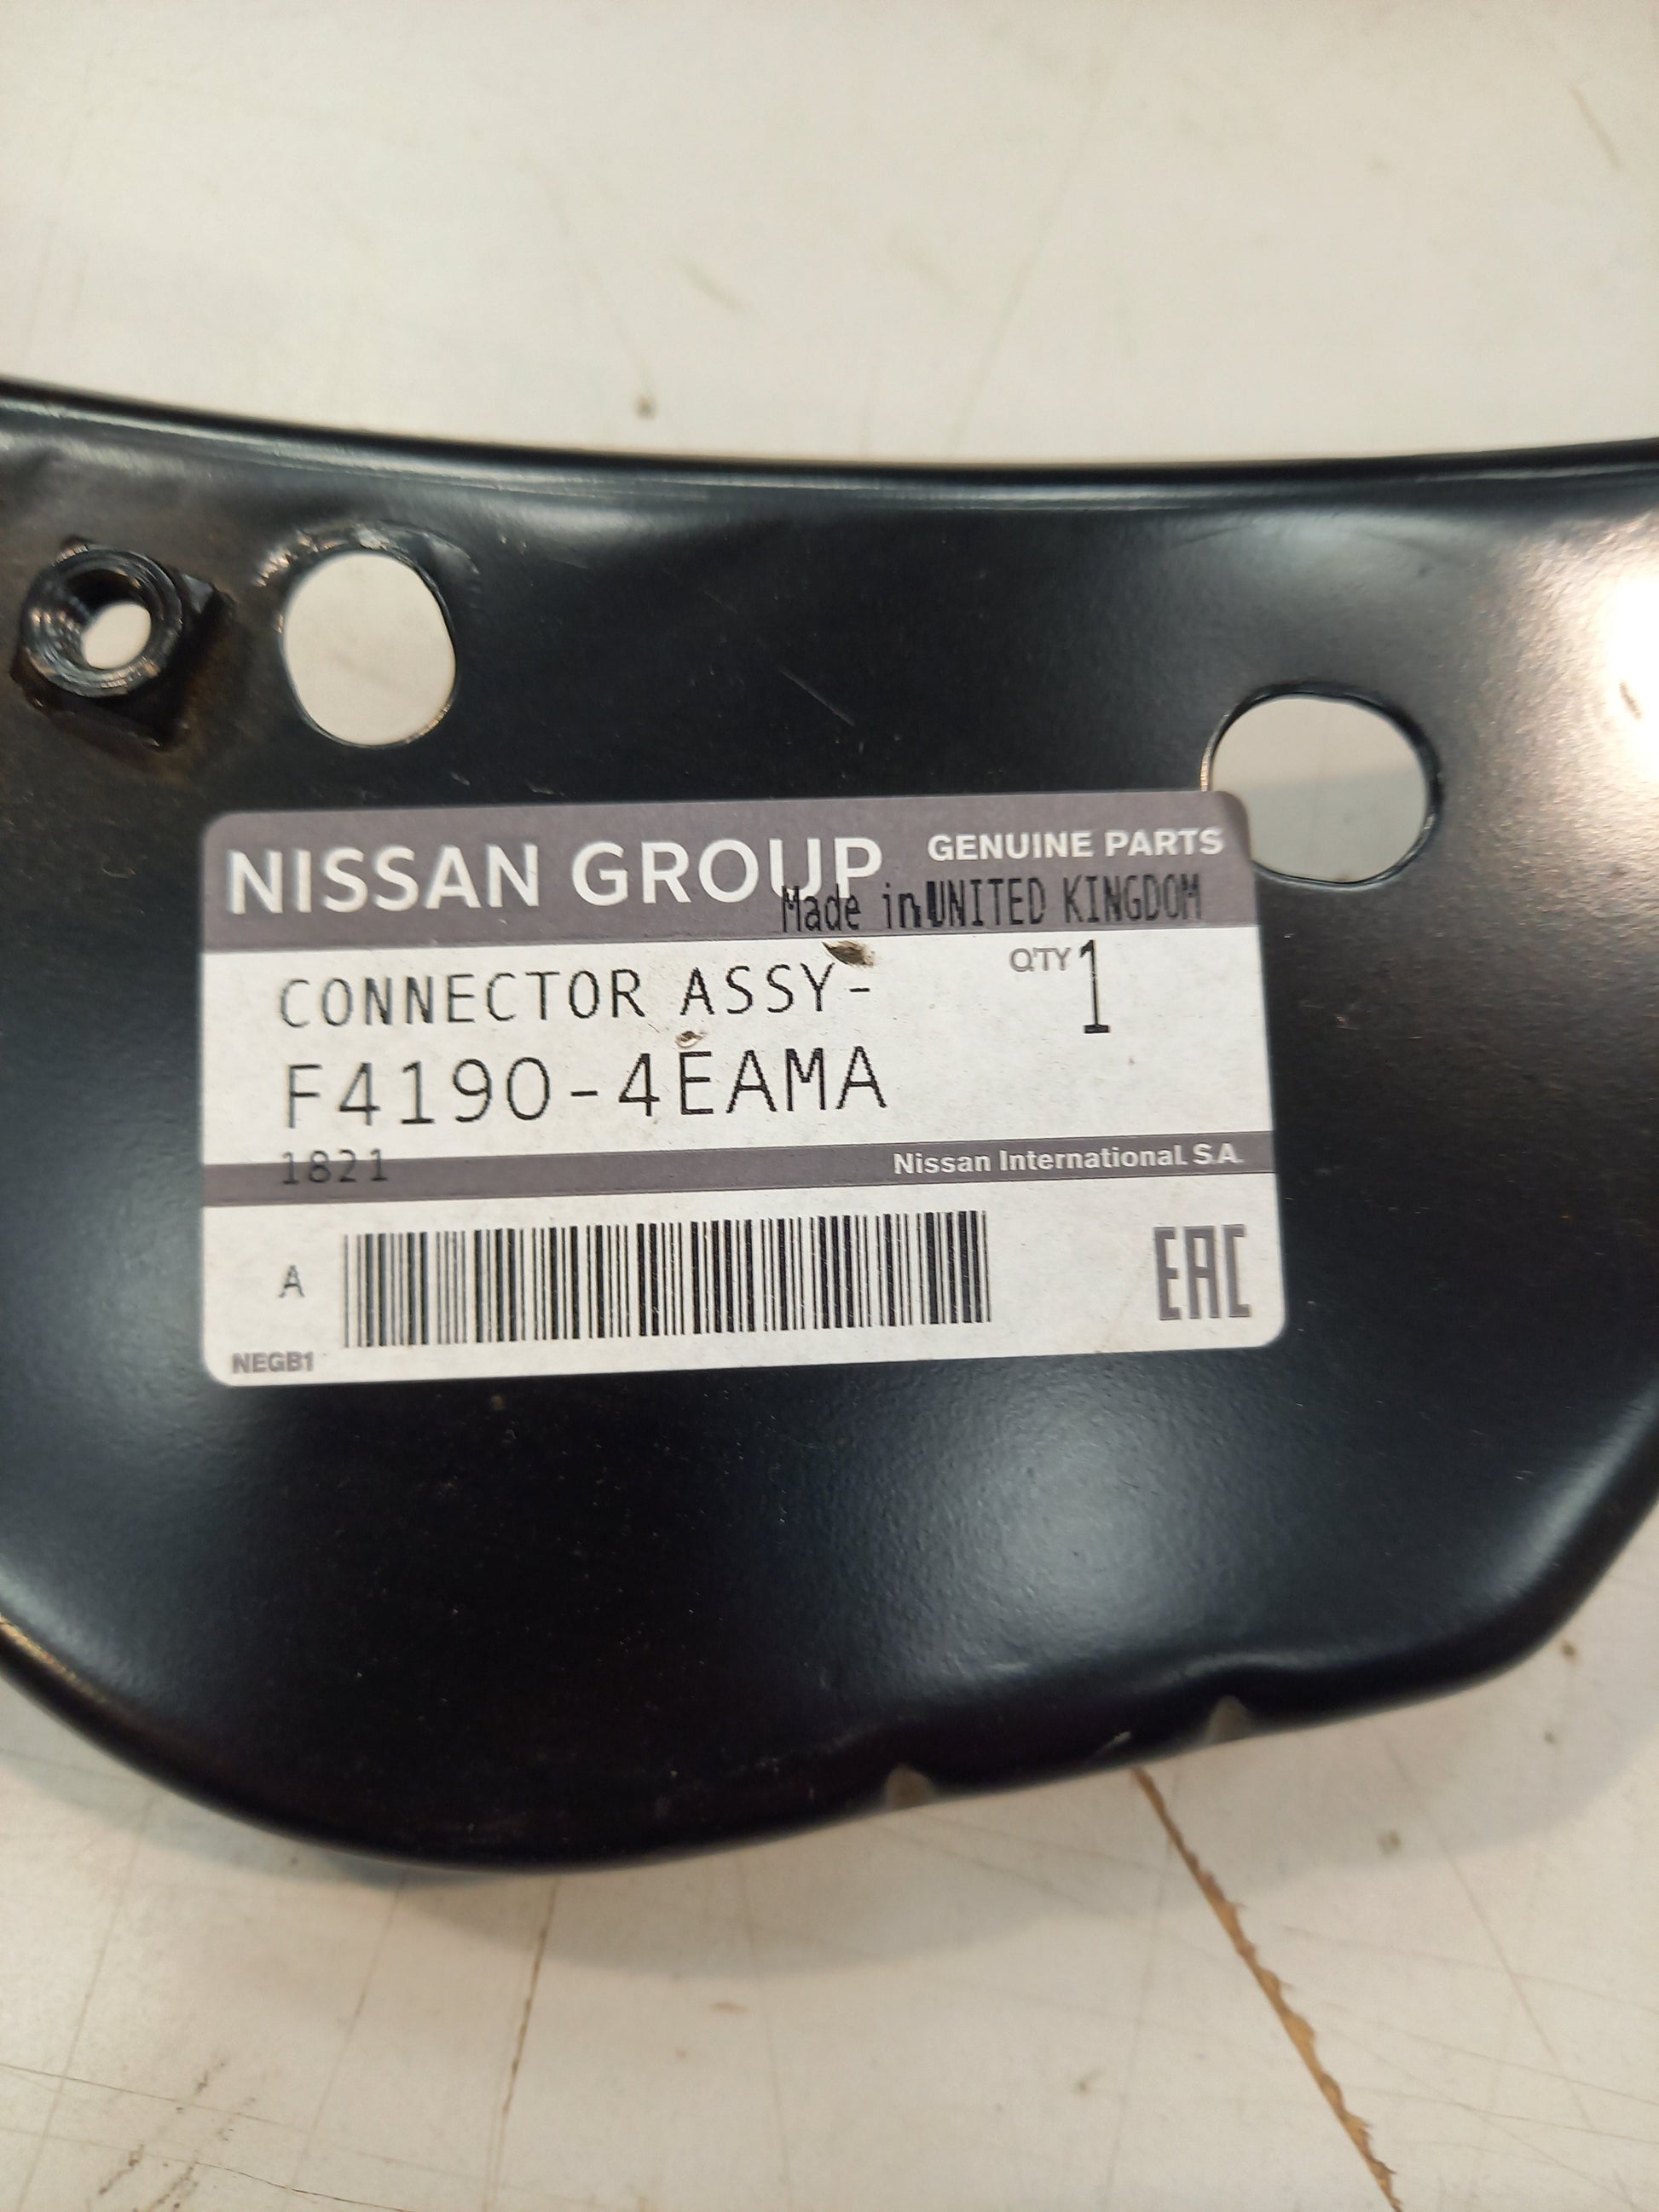 NISSAN GROUP GENUINE PARTS
Made in UNITED KINGDOM
CONNECTOR ASSY- QTY 1
F4190-4EAMA
1821 Nissan International S.A.
A EAC
NEGB1